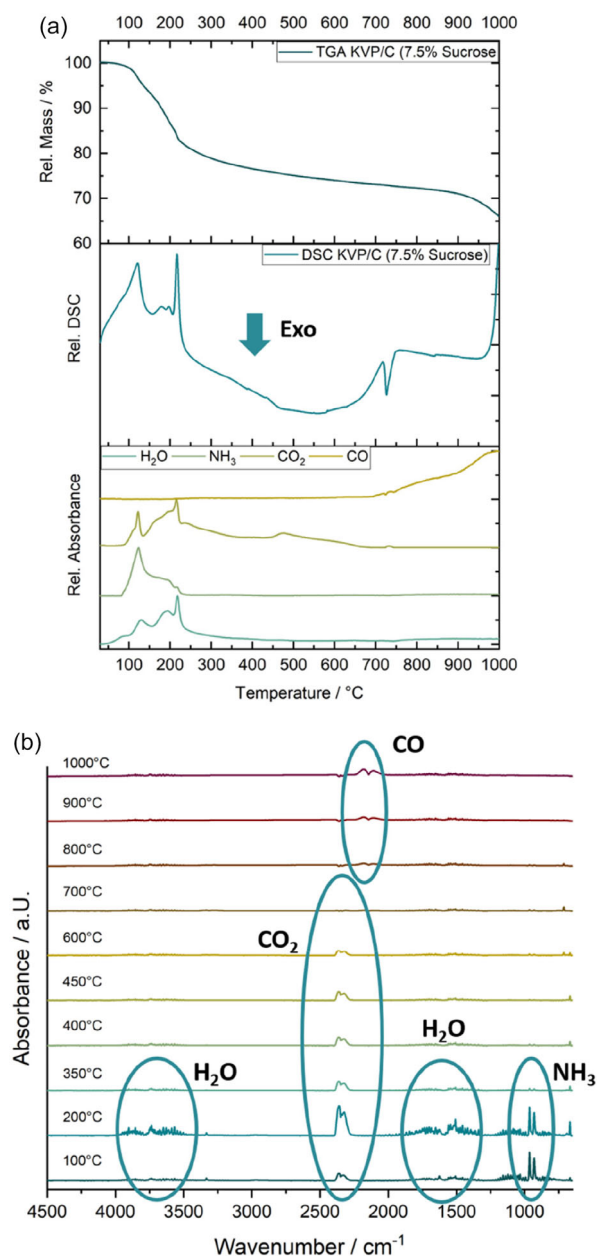 (a)
0 100 200 300 400 500 600 700 800 900 1000
TGA KVP/C (7.5% Sucrose
Rel. Mass / %
100
90
80
70
60
DSC KVP/C (7.5% Sucrose)
Rel. DSC
Exo
H₂O NH₃ CO₂ CO
Rel. Absorbance
100 200 300 400 500 600 700 800 900 1000
Temperature / °C
(b)
CO
1000°C
900°C
800°C
700°C
CO₂
600°C
450°C
400°C
H₂O
350°C
H₂O
NH₃
200°C
100°C
Absorbance / a.U.
4500 4000 3500 3000 2500 2000 1500 1000
Wavenumber / cm⁻¹